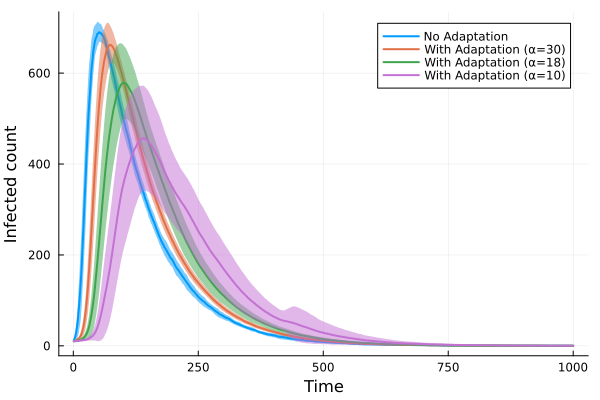 No Adaptation
With Adaptation (α=30)
With Adaptation (α=18)
With Adaptation (α=10)
600
400
200
0
Infected count
0 250 500 750 1000
Time